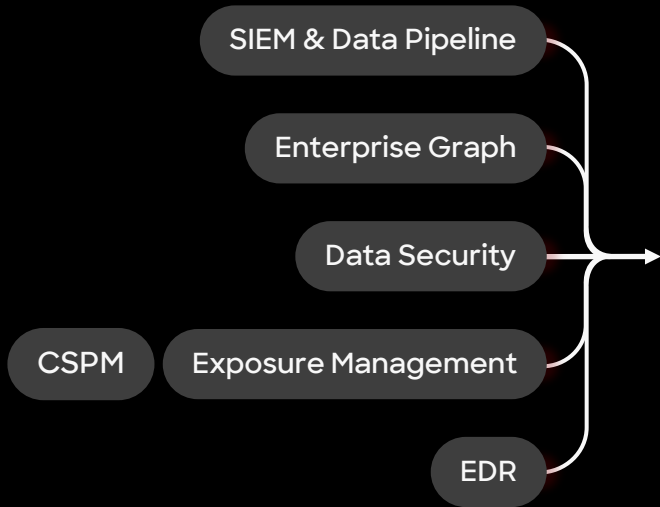 SIEM & Data Pipeline
Enterprise Graph
Data Security
CSPM
Exposure Management
EDR